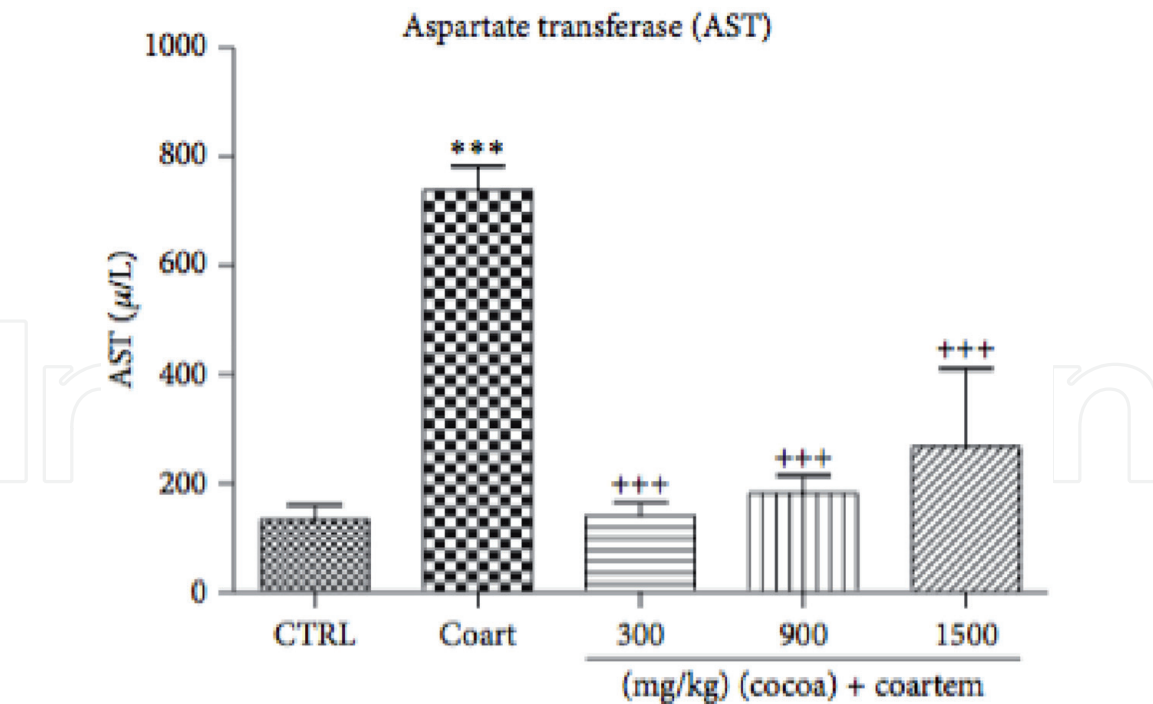 Aspartate transferase (AST)
1000
800
600
400
200
0
AST (μ/L)
***
+++
+++
+++
CTRL Coart 300 900 1500
(mg/kg) (cocoa) + coartem